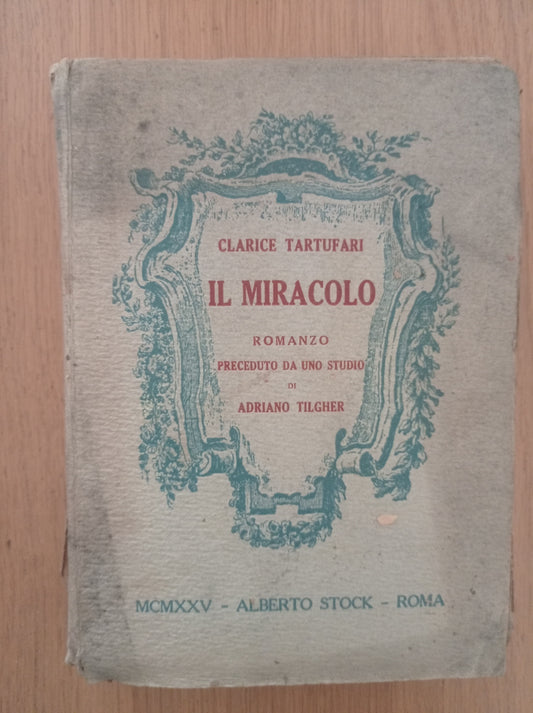 CLARICE TARTUFARI
IL MIRACOLO
ROMANZO
PRECEDUTO DA UNO STUDIO
DI
ADRIANO TILGHER
MCMXXV - ALBERTO STOCK - ROMA